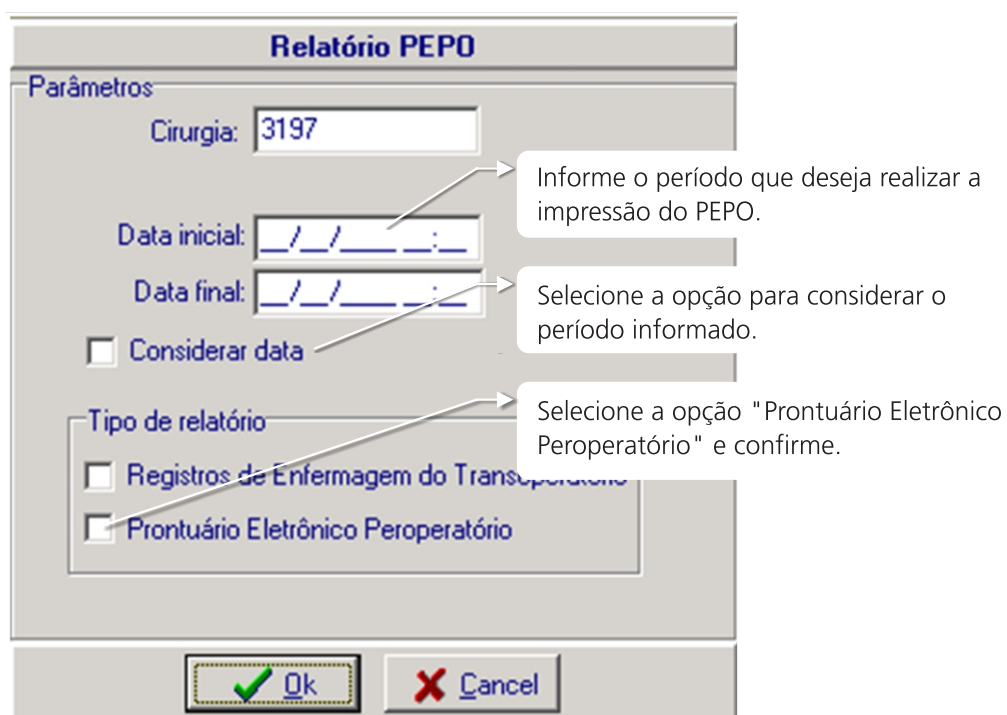 Relatório PEPO
Parâmetros
Cirurgia: 3197
Informe o período que deseja realizar a
impressão do PEPO.
Data inicial: __/__/____ __:__
Data final: __/__/____ __:__
Selecione a opção para considerar o
período informado.
Considerar data
Selecione a opção "Prontuário Eletrônico
Peroperatório" e confirme.
Tipo de relatório
Registros de Enfermagem do Transoperatório
Prontuário Eletrônico Peroperatório
Ok
Cancel